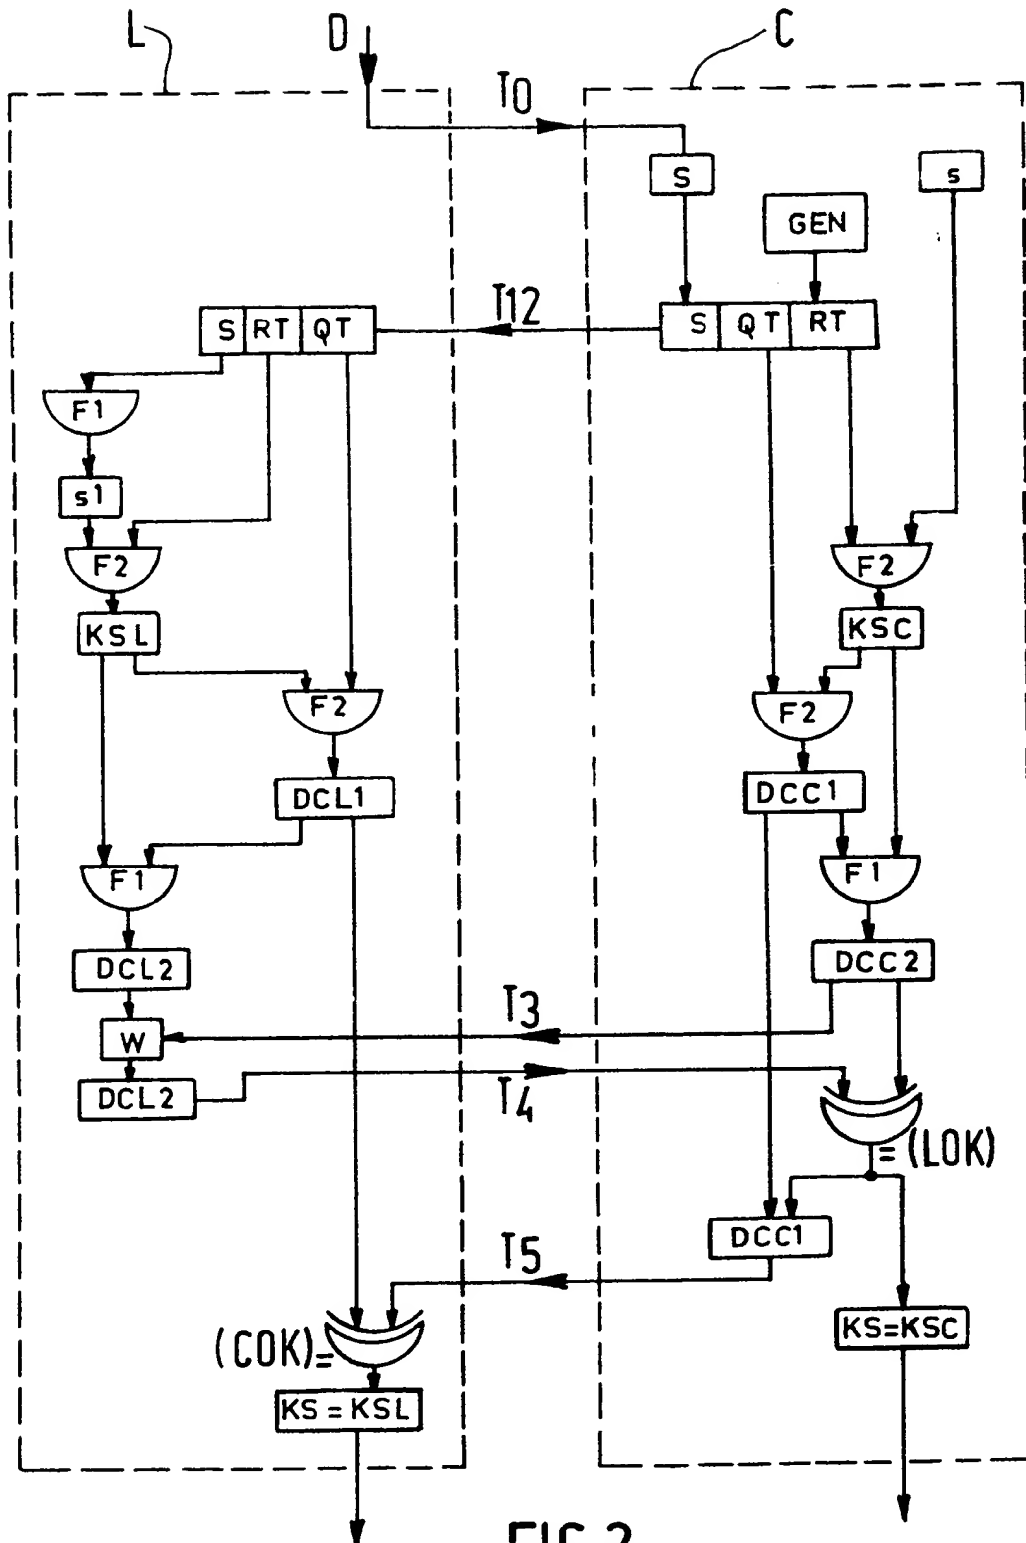 L
D
C
T0
S
s
GEN
T12
S RT QT
S QT RT
F1
s1
F2
F2
KSL
KSC
F2
F2
DCL1
DCC1
F1
F1
DCL2
DCC2
T3
W
DCL2
T4
= (LOK)
DCC1
T5
KS=KSC
(COK)=
KS=KSL
FIG.2